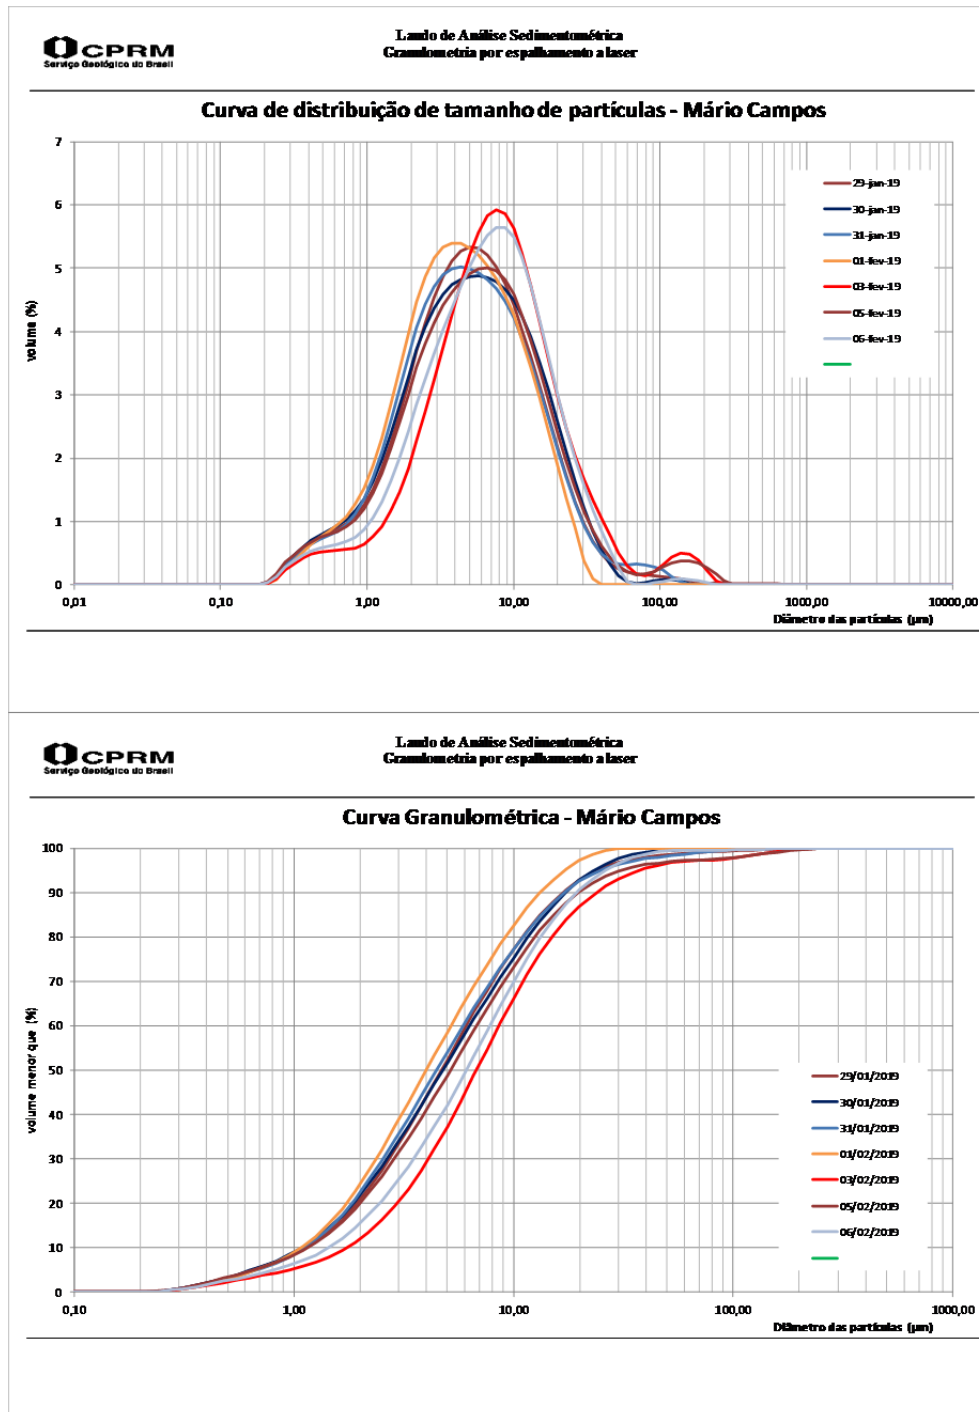 CPRM
Serviço Geológico do Brasil
Laudo de Análise Sedimentométrica
Granulometria por espalhamento a laser
Curva de distribuição de tamanho de partículas - Mário Campos
volume (%)
7
6
5
4
3
2
1
0
29-jan-19
30-jan-19
31-jan-19
01-fev-19
03-fev-19
05-fev-19
06-fev-19
0,01 0,10 1,00 10,00 100,00 1000,00 10000,00
Diâmetro das partículas (µm)
CPRM
Serviço Geológico do Brasil
Laudo de Análise Sedimentométrica
Granulometria por espalhamento a laser
Curva Granulométrica - Mário Campos
volume menor que (%)
100
90
80
70
60
50
40
30
20
10
0
29/01/2019
30/01/2019
31/01/2019
01/02/2019
03/02/2019
05/02/2019
06/02/2019
0,10 1,00 10,00 100,00 1000,00
Diâmetro das partículas (µm)